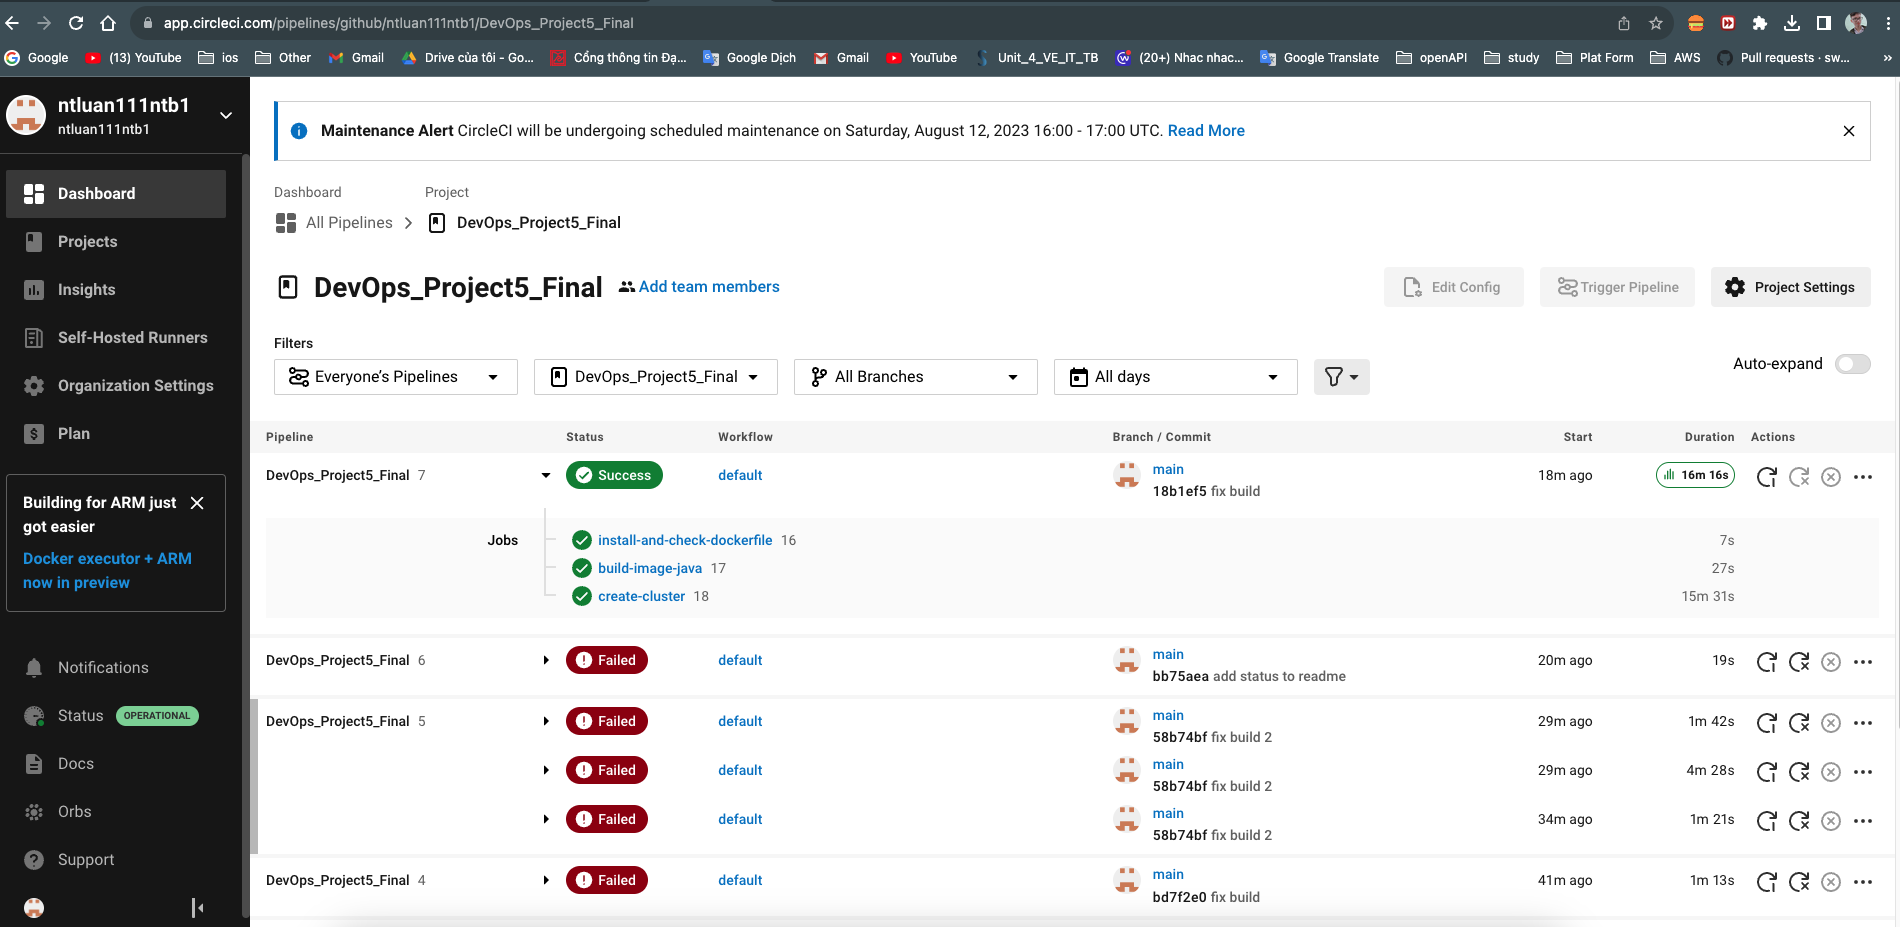 app.circleci.com/pipelines/github/ntluan111ntb1/DevOps_Project5_Final
Google
(13) YouTube
ios
Other
Gmail
Drive của tôi - Go...
Cổng thông tin Đạ...
Google Dịch
Gmail
YouTube
Unit_4_VE_IT_TB
(20+) Nhac nhac...
Google Translate
openAPI
study
Plat Form
AWS
Pull requests · sw...
»
ntluan111ntb1
ntluan111ntb1
Dashboard
Projects
Insights
Self-Hosted Runners
Organization Settings
Plan
Building for ARM just
got easier
Docker executor + ARM
now in preview
Notifications
Status OPERATIONAL
Docs
Orbs
Support
Maintenance Alert CircleCI will be undergoing scheduled maintenance on Saturday, August 12, 2023 16:00 - 17:00 UTC. Read More
Dashboard
Project
All Pipelines
DevOps_Project5_Final
DevOps_Project5_Final
Add team members
Edit Config
Trigger Pipeline
Project Settings
Filters
Everyone’s Pipelines
DevOps_Project5_Final
All Branches
All days
Auto-expand
Pipeline Status Workflow Branch / Commit Start Duration Actions
DevOps_Project5_Final 7 Success default main 18m ago 16m 16s
18b1ef5 fix build
Jobs install-and-check-dockerfile 16 7s
build-image-java 17 27s
create-cluster 18 15m 31s
DevOps_Project5_Final 6 Failed default main 20m ago 19s
bb75aea add status to readme
DevOps_Project5_Final 5 Failed default main 29m ago 1m 42s
58b74bf fix build 2
Failed default main 29m ago 4m 28s
58b74bf fix build 2
Failed default main 34m ago 1m 21s
58b74bf fix build 2
DevOps_Project5_Final 4 Failed default main 41m ago 1m 13s
bd7f2e0 fix build